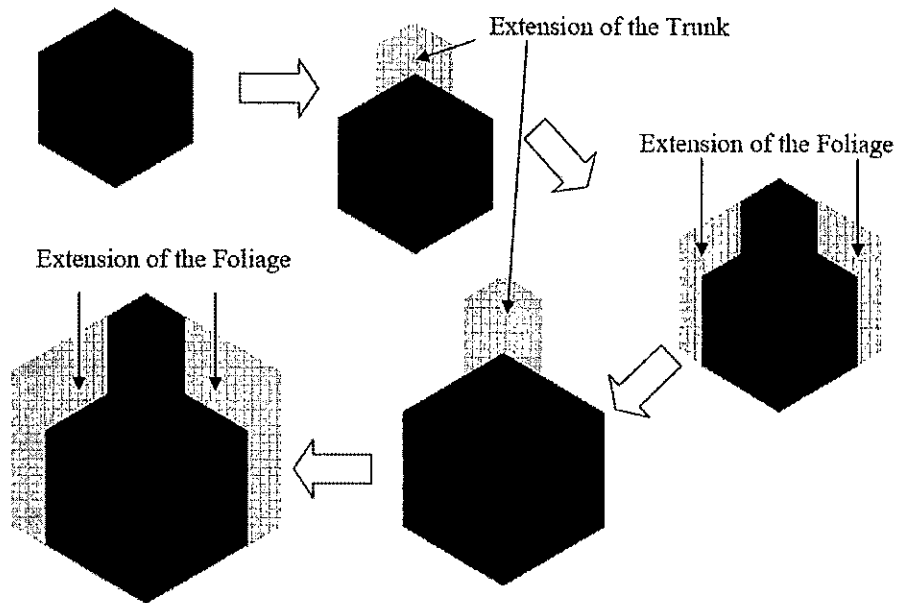 Extension of the Trunk
Extension of the Foliage
Extension of the Foliage